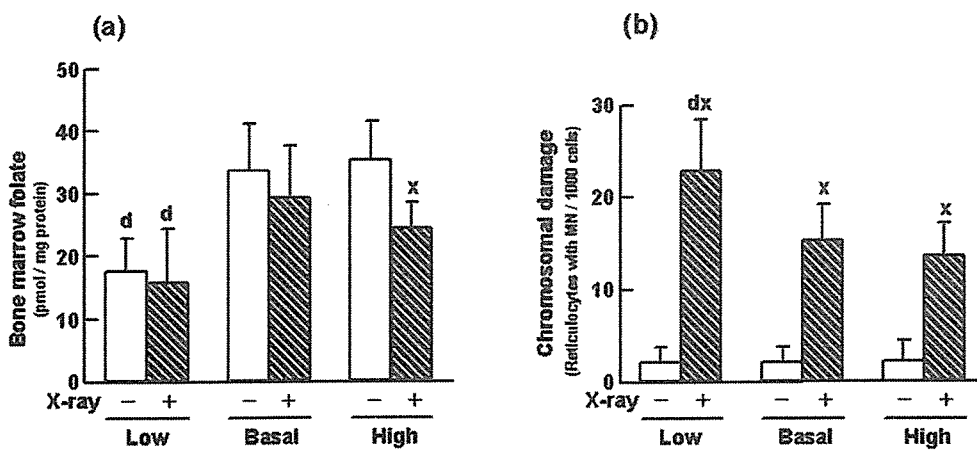 (a)
Bone marrow folate
(pmol / mg protein)
50
40
30
20
10
0
d
d
x
X-ray
− + − + − +
Low Basal High
(b)
Chromosomal damage
(Reticulocytes with MN / 1000 cells)
30
20
10
0
dx
x
x
X-ray
− + − + − +
Low Basal High